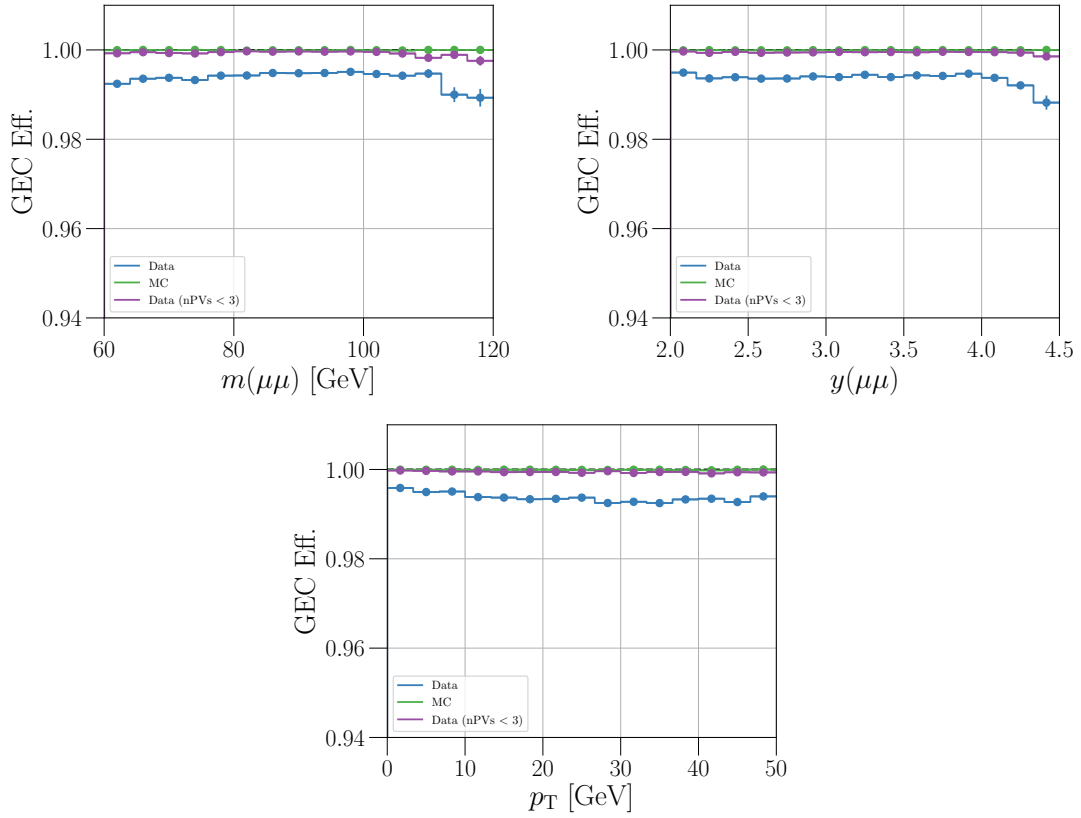 1.00
0.98
0.96
0.94
GEC Eff.
Data
MC
Data (nPVs < 3)
60 80 100 120
m(μμ) [GeV]
1.00
0.98
0.96
0.94
GEC Eff.
Data
MC
Data (nPVs < 3)
2.0 2.5 3.0 3.5 4.0 4.5
y(μμ)
1.00
0.98
0.96
0.94
GEC Eff.
Data
MC
Data (nPVs < 3)
0 10 20 30 40 50
p_T [GeV]